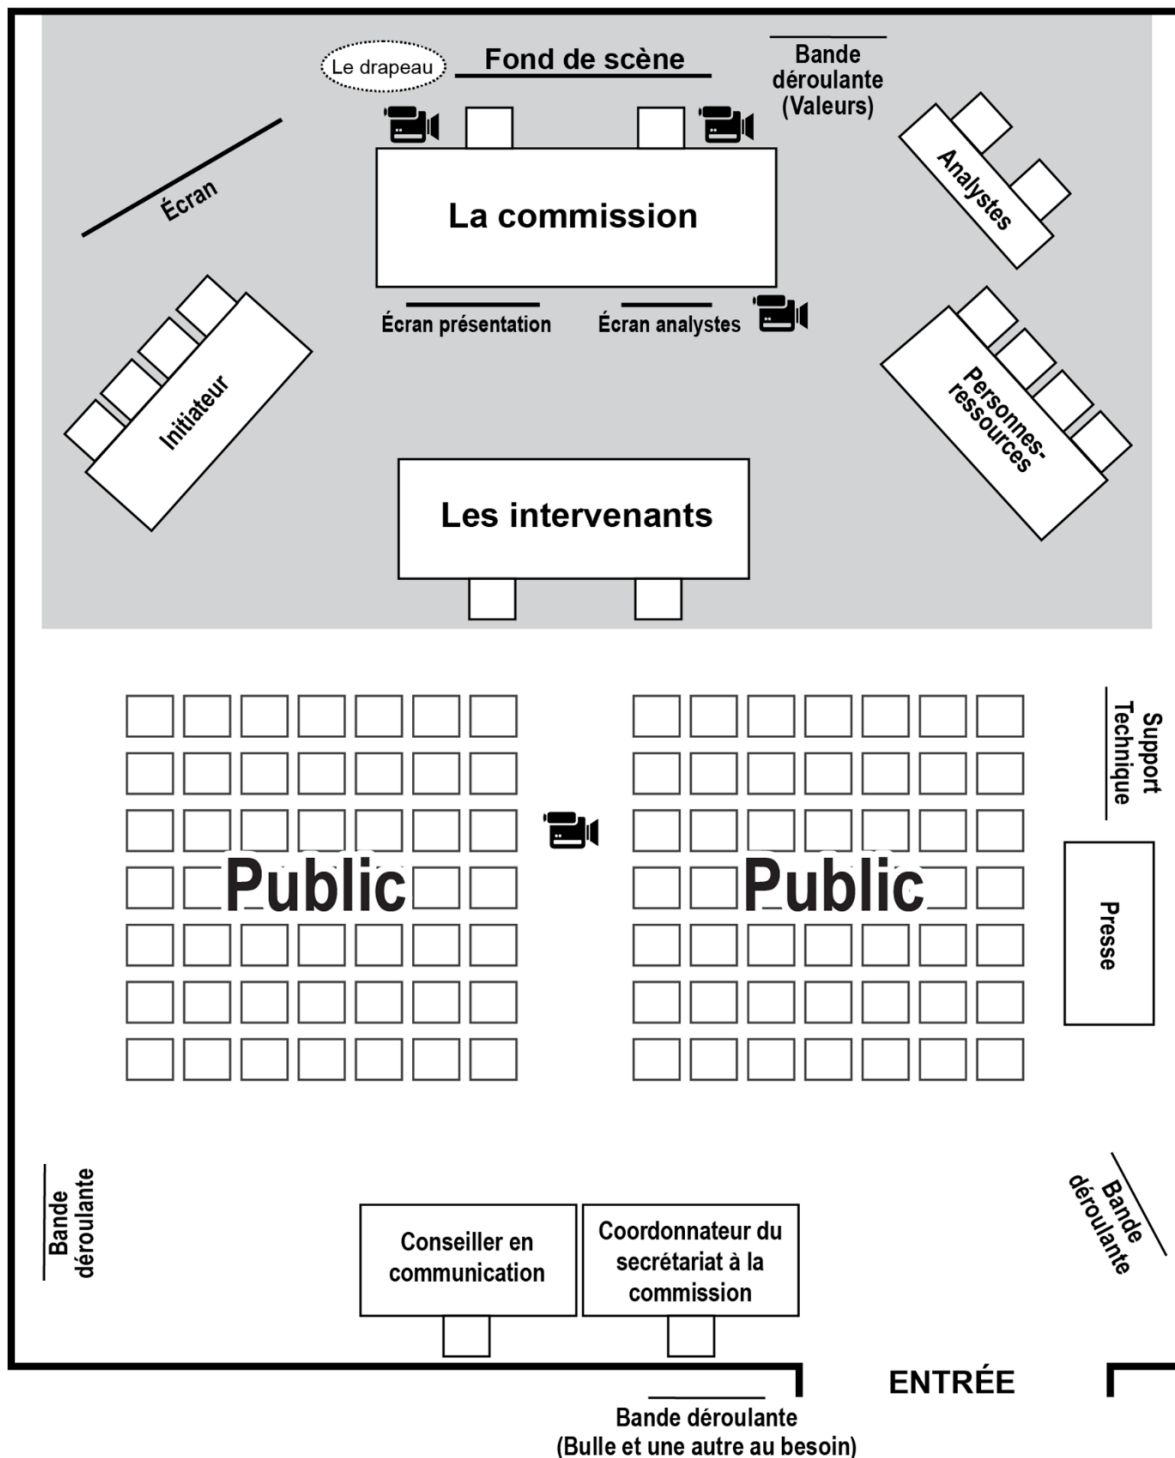 Le drapeau
Fond de scène
Bande
déroulante
(Valeurs)
Écran
La commission
Analystes
Écran présentation
Écran analystes
Initiateur
Personnes-
ressources
Les intervenants
Support
Technique
Public
Public
Presse
Bande
déroulante
Conseiller en
communication
Coordonnateur du
secrétariat à la
commission
Bande
déroulante
ENTRÉE
Bande déroulante
(Bulle et une autre au besoin)